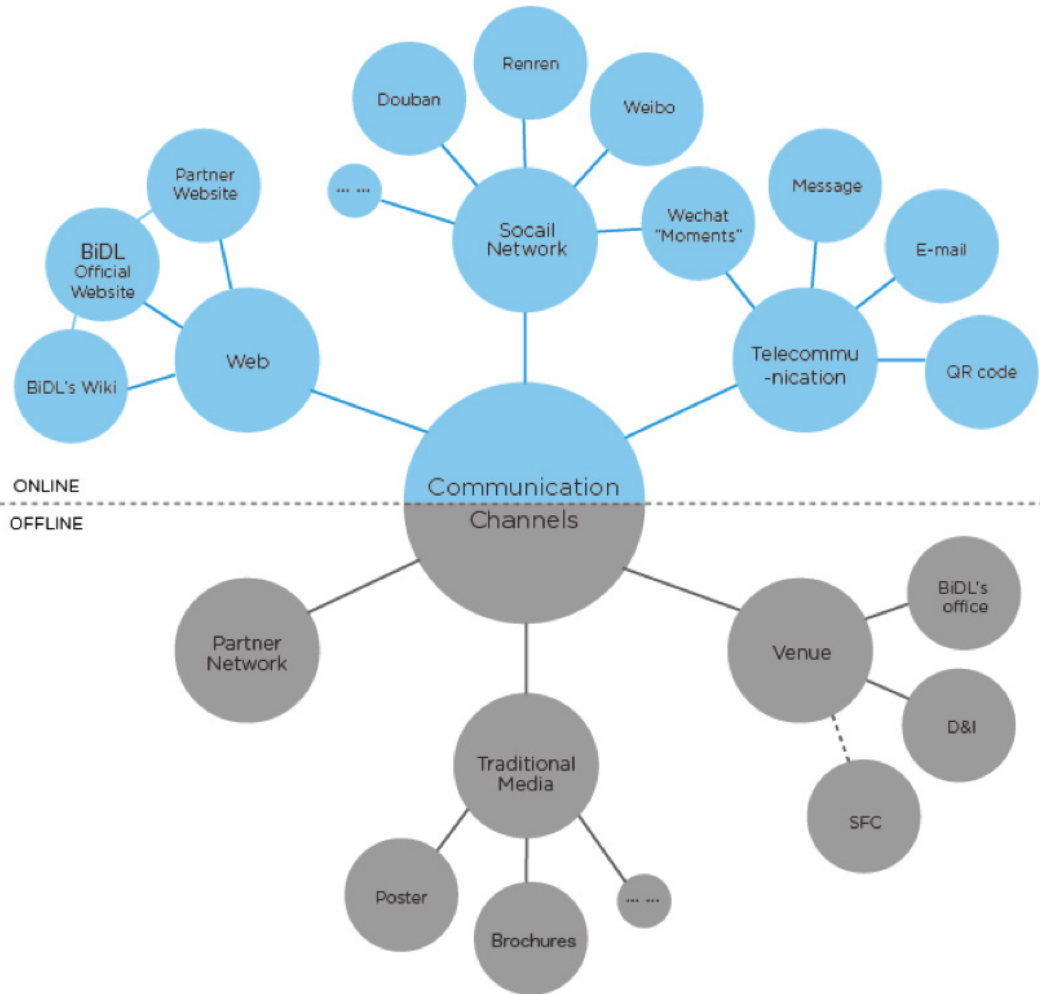 Renren
Douban
Weibo
Partner
Website
Message
... ...
Wechat
"Moments"
Socail
Network
BiDL
Official
Website
E-mail
Web
Telecommu
-nication
QR code
BiDL's Wiki
ONLINE
Communication
Channels
OFFLINE
BiDL's
office
Partner
Network
Venue
D&I
Traditional
Media
SFC
Poster
... ...
Brochures